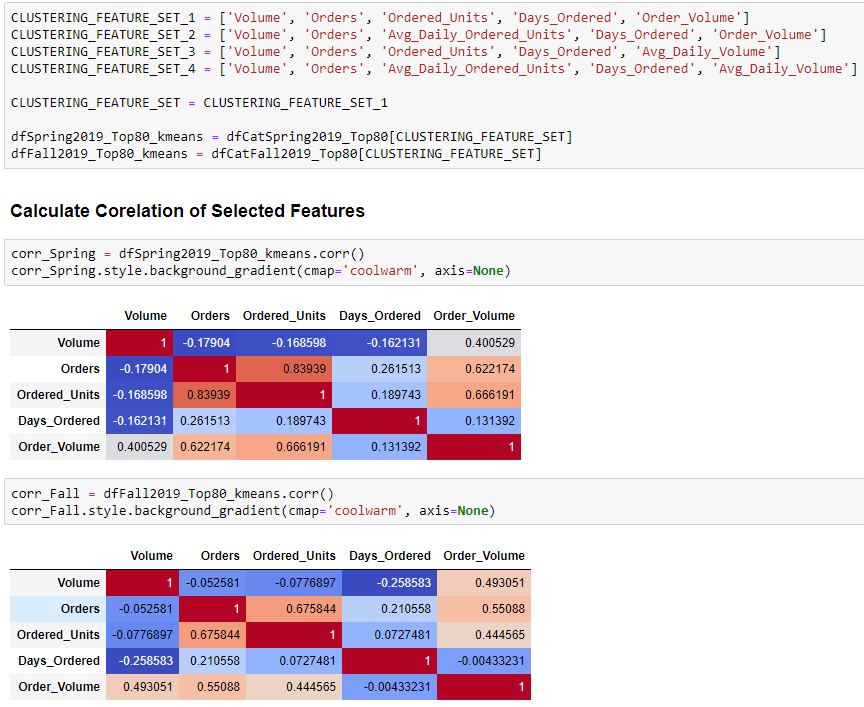 CLUSTERING_FEATURE_SET_1 = ['Volume', 'Orders', 'Ordered_Units', 'Days_Ordered', 'Order_Volume']
CLUSTERING_FEATURE_SET_2 = ['Volume', 'Orders', 'Avg_Daily_Ordered_Units', 'Days_Ordered', 'Order_Volume']
CLUSTERING_FEATURE_SET_3 = ['Volume', 'Orders', 'Ordered_Units', 'Days_Ordered', 'Avg_Daily_Volume']
CLUSTERING_FEATURE_SET_4 = ['Volume', 'Orders', 'Avg_Daily_Ordered_Units', 'Days_Ordered', 'Avg_Daily_Volume']
CLUSTERING_FEATURE_SET = CLUSTERING_FEATURE_SET_1
dfSpring2019_Top80_kmeans = dfCatSpring2019_Top80[CLUSTERING_FEATURE_SET]
dfFall2019_Top80_kmeans = dfCatFall2019_Top80[CLUSTERING_FEATURE_SET]
Calculate Corelation of Selected Features
corr_Spring = dfSpring2019_Top80_kmeans.corr()
corr_Spring.style.background_gradient(cmap='coolwarm', axis=None)
Volume Orders Ordered_Units Days_Ordered Order_Volume
Volume 1 -0.17904 -0.168598 -0.162131 0.400529
Orders -0.17904 1 0.83939 0.261513 0.622174
Ordered_Units -0.168598 0.83939 1 0.189743 0.666191
Days_Ordered -0.162131 0.261513 0.189743 1 0.131392
Order_Volume 0.400529 0.622174 0.666191 0.131392 1
corr_Fall = dfFall2019_Top80_kmeans.corr()
corr_Fall.style.background_gradient(cmap='coolwarm', axis=None)
Volume Orders Ordered_Units Days_Ordered Order_Volume
Volume 1 -0.052581 -0.0776897 -0.258583 0.493051
Orders -0.052581 1 0.675844 0.210558 0.55088
Ordered_Units -0.0776897 0.675844 1 0.0727481 0.444565
Days_Ordered -0.258583 0.210558 0.0727481 1 -0.00433231
Order_Volume 0.493051 0.55088 0.444565 -0.00433231 1